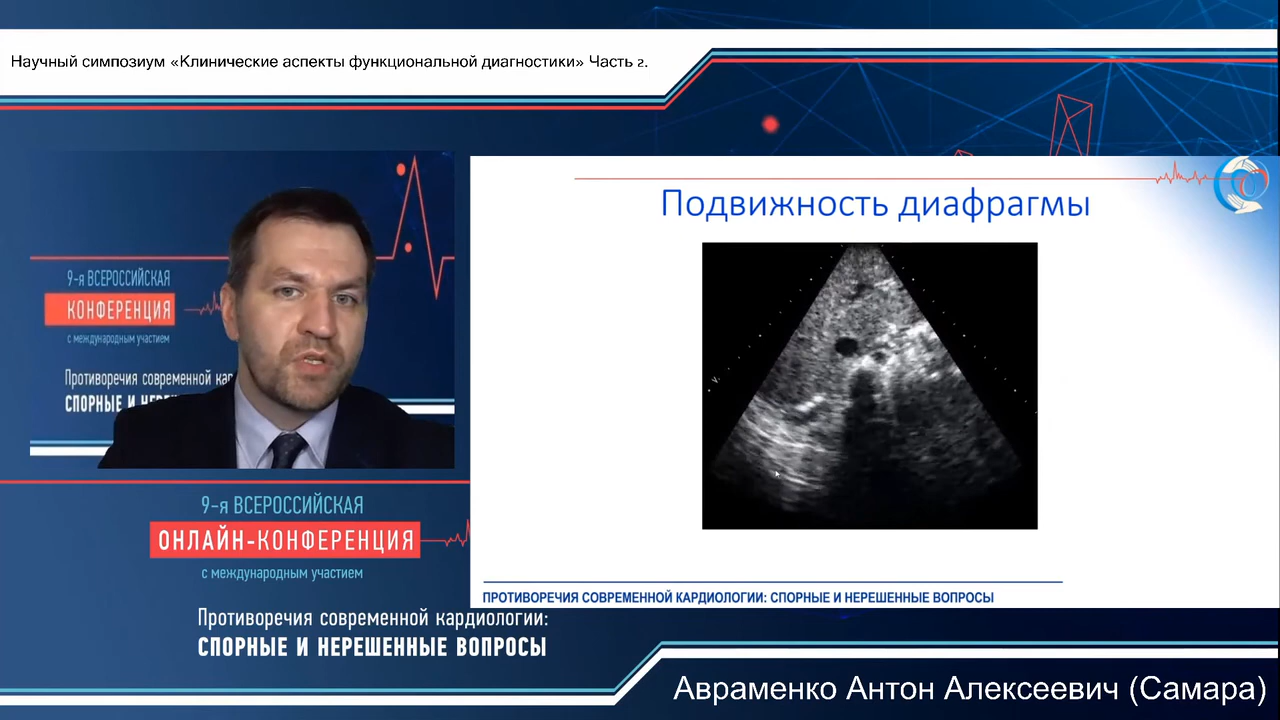 Научный симпозиум «Клинические аспекты функциональной диагностики» Часть 2.
9-я ВСЕРОССИЙСКАЯ
КОНФЕРЕНЦИЯ
с международным участием
Противоречия современной
СПОРНЫЕ И
Подвижность диафрагмы
V.
ПРОТИВОРЕЧИЯ СОВРЕМЕННОЙ КАРДИОЛОГИИ: СПОРНЫЕ И НЕРЕШЕННЫЕ ВОПРОСЫ
9-я ВСЕРОССИЙСКАЯ
ОНЛАЙН-КОНФЕРЕНЦИЯ
с международным участием
Противоречия современной кардиологии:
СПОРНЫЕ И НЕРЕШЕННЫЕ ВОПРОСЫ
Авраменко Антон Алексеевич (Самара)